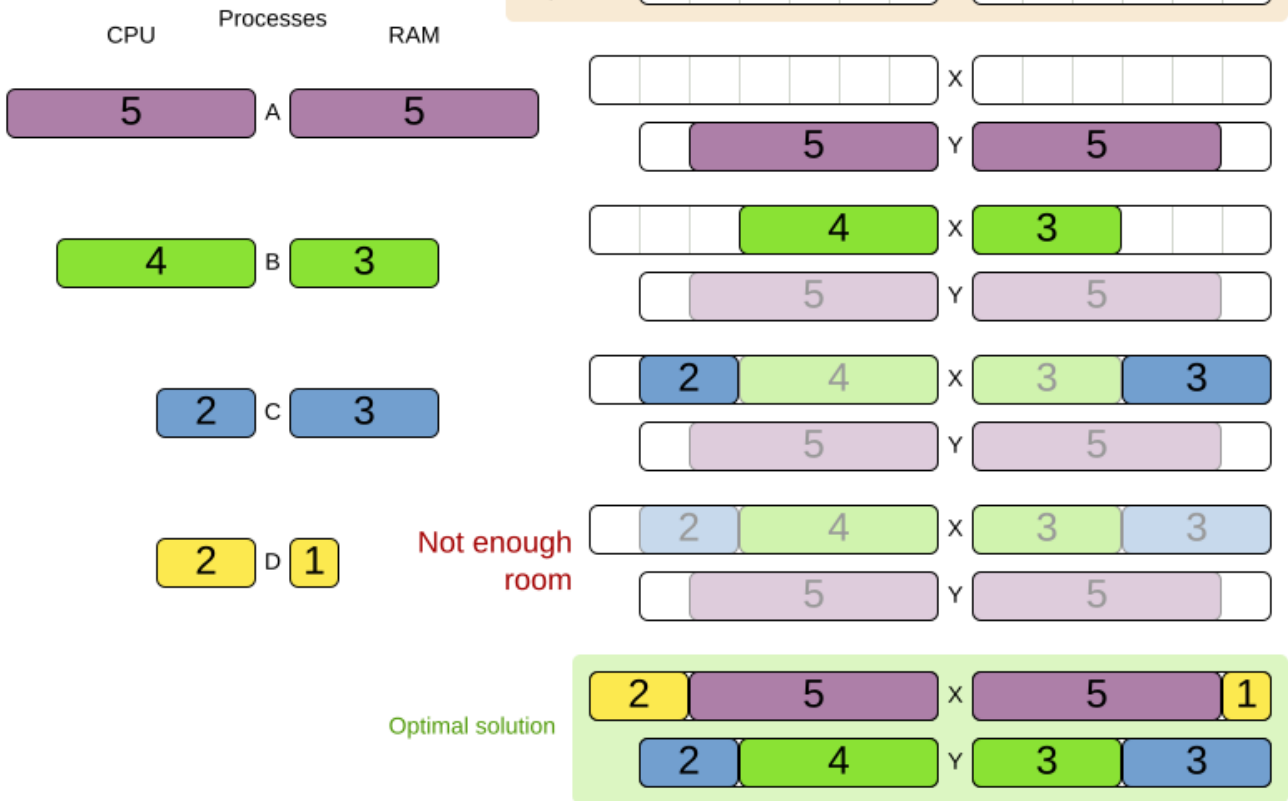 Processes
CPU RAM
X
5 A 5
5 Y 5
4 X 3
4 B 3
5 Y 5
2 4 X 3 3
2 C 3
5 Y 5
2 4 X 3 3
Not enough
room
2 D 1
5 Y 5
2 5 X 5 1
Optimal solution
2 4 Y 3 3